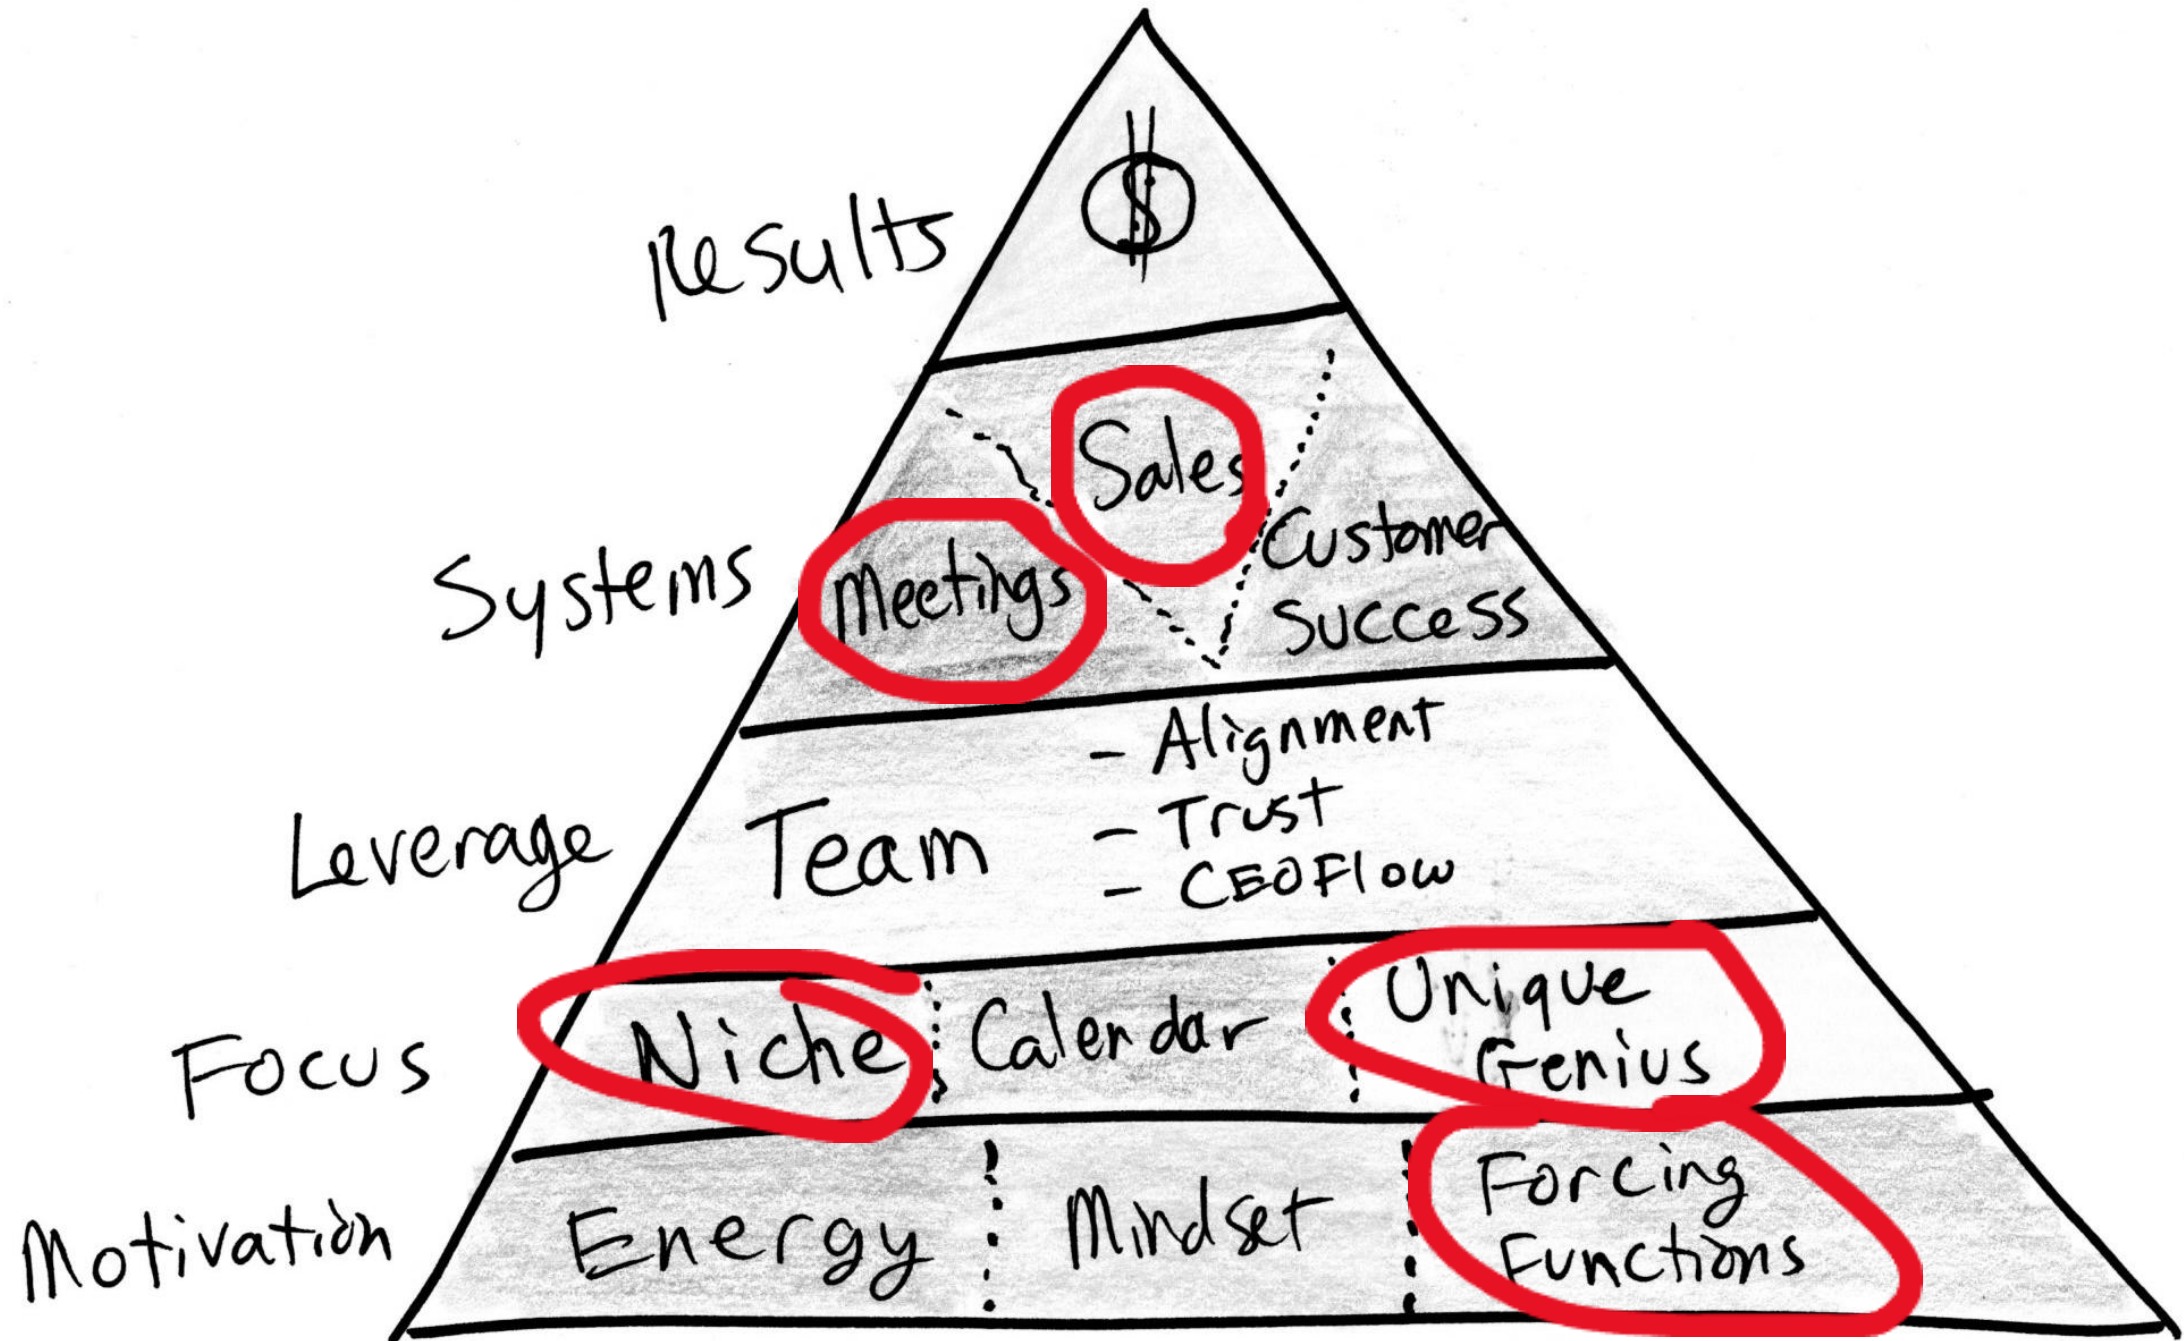 $
Results
Sales
Systems
Meetings
Customer
Success
Leverage
Team
- Alignment
- Trust
- CEOFlow
Focus
Niche
Calendar
Unique
Genius
Motivation
Energy
Mindset
Forcing
Functions